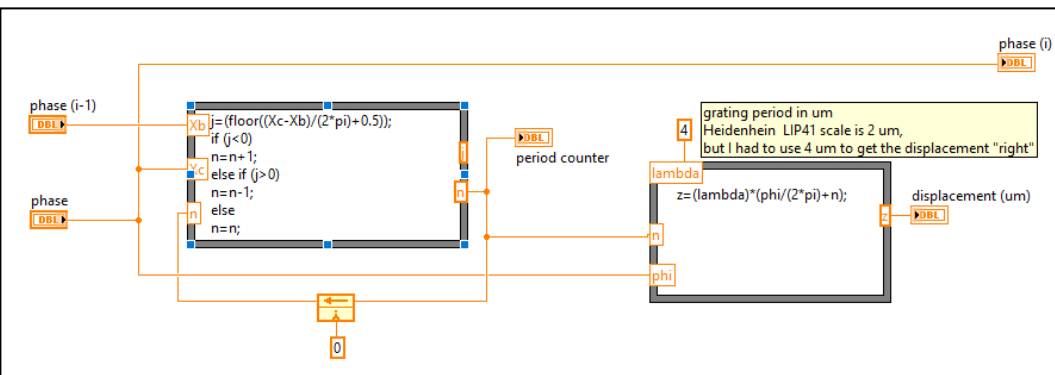 phase (i)
DBL
phase (i-1)
DBL
Xb
j=(floor((Xc-Xb)/(2*pi)+0.5));
if (j<0)
n=n+1;
else if (j>0)
n=n-1;
else
n=n;
Xc
n
j
n
phase
DBL
0
DBL
period counter
4
grating period in um
Heidenhein  LIP41 scale is 2 um,
but I had to use 4 um to get the displacement "right"
lambda
z=(lambda)*(phi/(2*pi)+n);
n
phi
z
displacement (um)
DBL